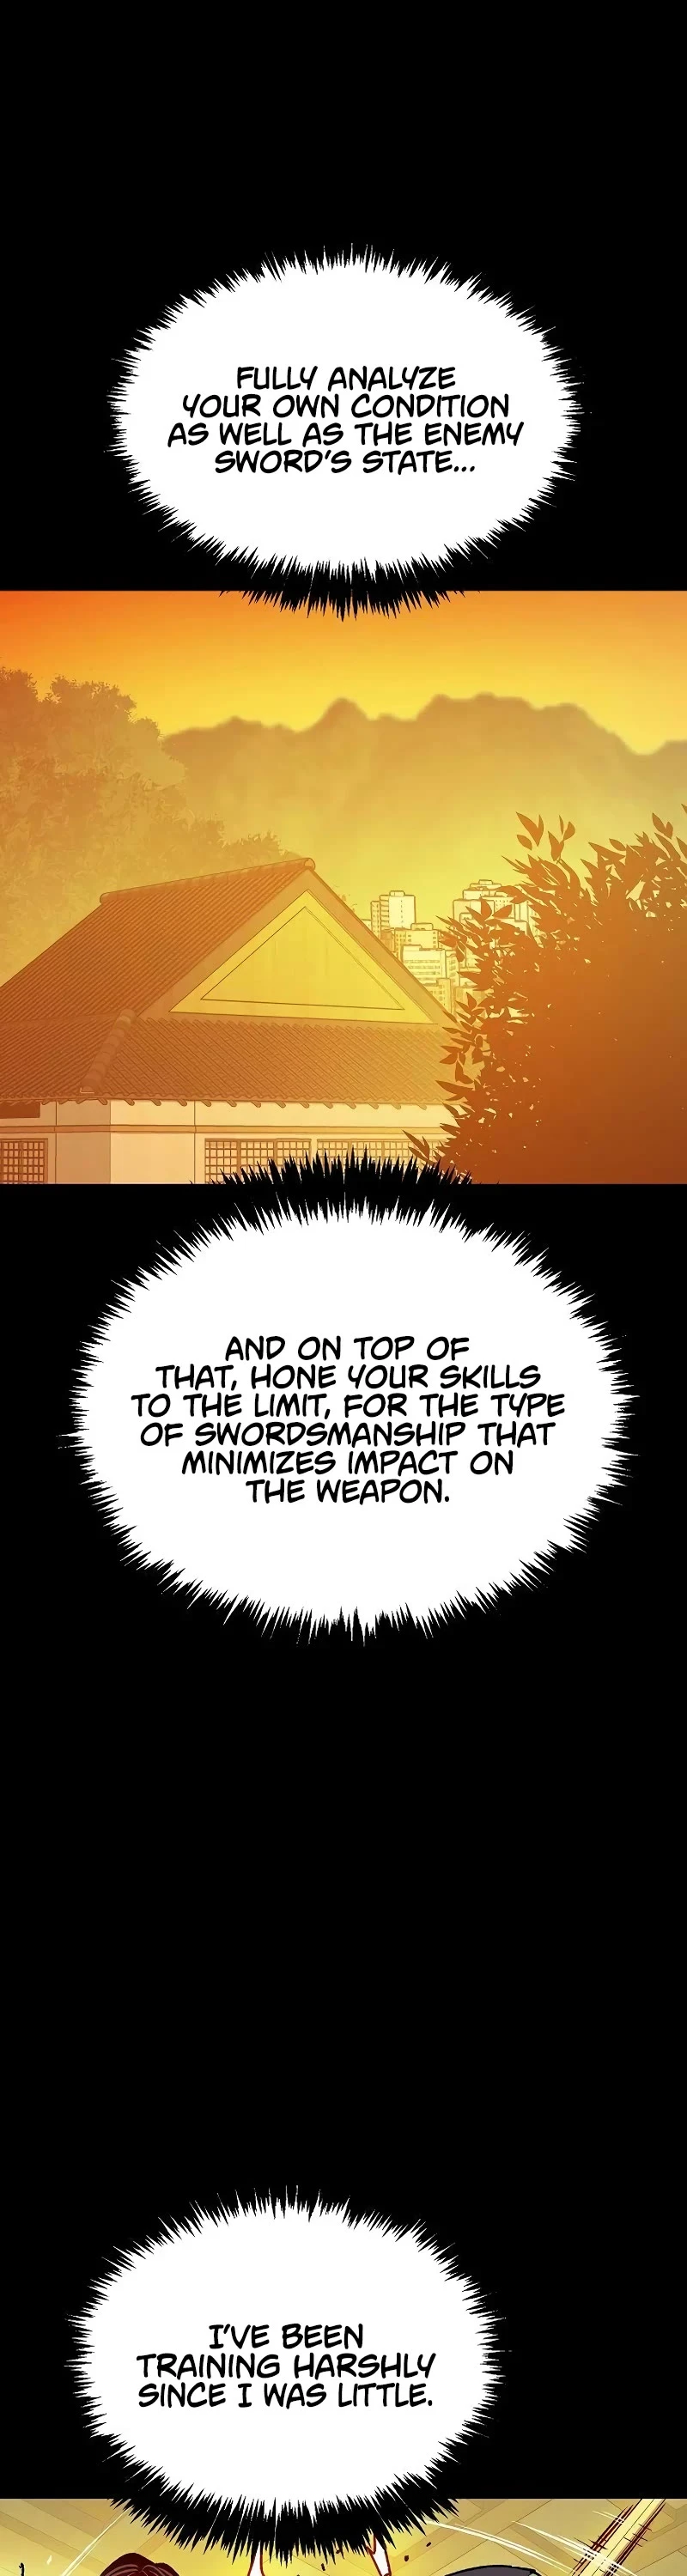 FULLY ANALYZE
YOUR OWN CONDITION
AS WELL AS THE ENEMY
SWORD'S STATE...
AND ON TOP OF
THAT, HONE YOUR SKILLS
TO THE LIMIT, FOR THE TYPE
OF SWORDSMANSHIP THAT
MINIMIZES IMPACT ON
THE WEAPON.
I'VE BEEN
TRAINING HARSHLY
SINCE I WAS LITTLE.